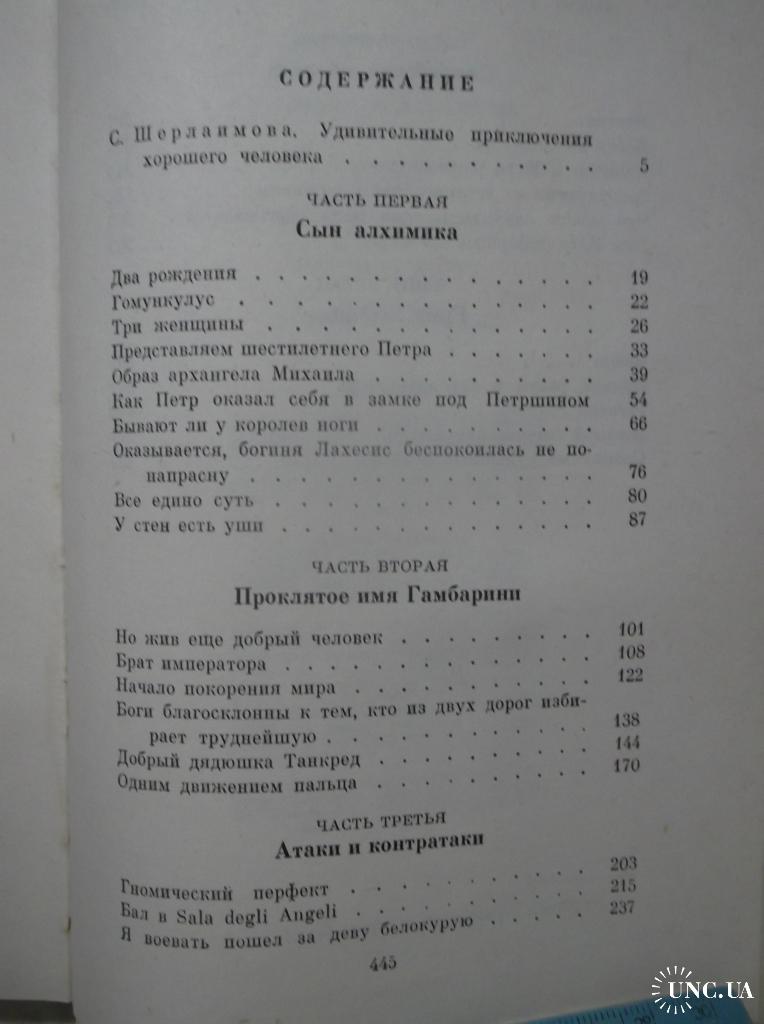 СОДЕРЖАНИЕ
С. Шерлаимова. Удивительные приключения
хорошего человека . . . . . . . . . . . 5
ЧАСТЬ ПЕРВАЯ
Сын алхимика
Два рождения . . . . . . . . . . . . . . 19
Гомункулус . . . . . . . . . . . . . . 22
Три женщины . . . . . . . . . . . . . 26
Представляем шестилетнего Петра . . . . . . 33
Образ архангела Михаила . . . . . . . . . 39
Как Петр оказал себя в замке под Петршином 54
Бывают ли у королев ноги . . . . . . . . . 66
Оказывается, богиня Лахесис беспокоилась не по-
напрасну . . . . . . . . . . . . . 76
Все едино суть . . . . . . . . . . . . . 80
У стен есть уши . . . . . . . . . . . . 87
ЧАСТЬ ВТОРАЯ
Проклятое имя Гамбарини
Но жив еще добрый человек . . . . . . . . 101
Брат императора . . . . . . . . . . . . 108
Начало покорения мира . . . . . . . . . . 122
Боги благосклонны к тем, кто из двух дорог изби-
рает труднейшую . . . . . . . . . . 138
Добрый дядюшка Танкред . . . . . . . . . 144
Одним движением пальца . . . . . . . . . 170
ЧАСТЬ ТРЕТЬЯ
Атаки и контратаки
Гномический перфект . . . . . . . . . . 203
Бал в Sala degli Angeli . . . . . . . . . 215
Я воевать пошел за деву белокурую . . . . . 237
445
UNC.UA